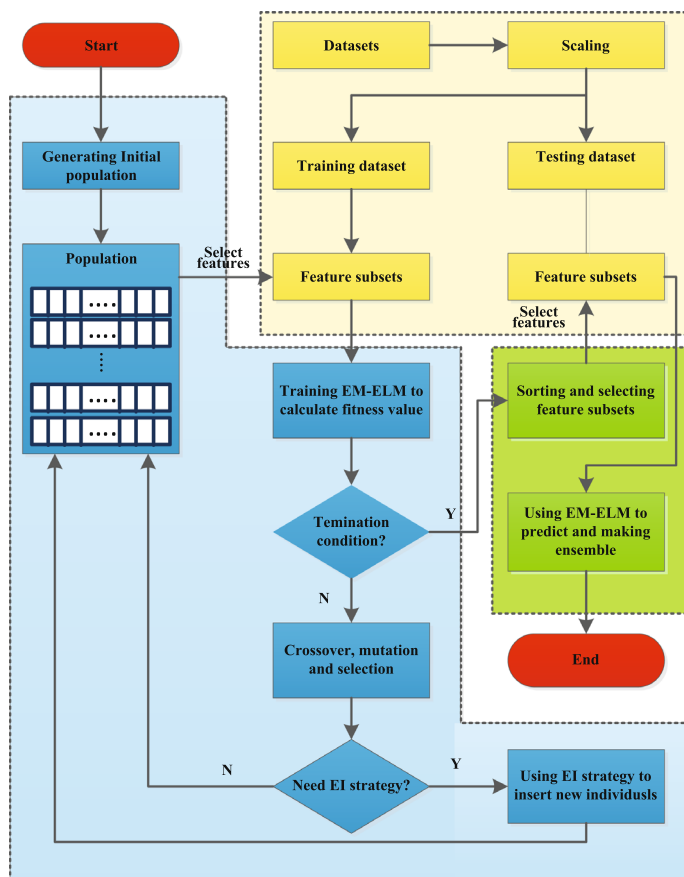 Start
Datasets
Scaling
Generating Initial
population
Training dataset
Testing dataset
Population
Select
features
Feature subsets
Feature subsets
Select
features
....
....
....
....
Training EM-ELM to
calculate fitness value
Sorting and selecting
feature subsets
Temination
condition?
Y
Using EM-ELM to
predict and making
ensemble
N
Crossover, mutation
and selection
End
Need EI strategy?
N
Y
Using EI strategy to
insert new individusls